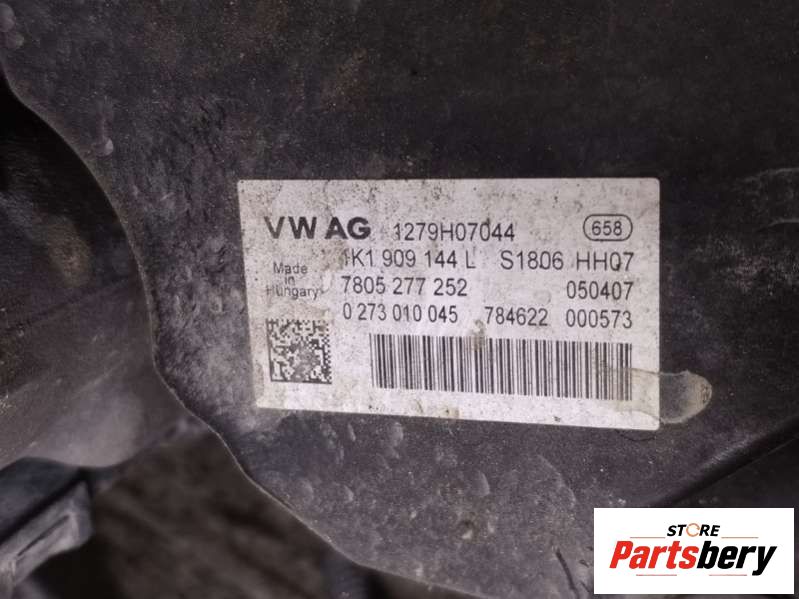 VW AG 1279H07044 658
1K1 909 144 L S1806 HH07
Made in Hungary 7805 277 252 050407
0 273 010 045 784622 000573
STORE
Partsbery